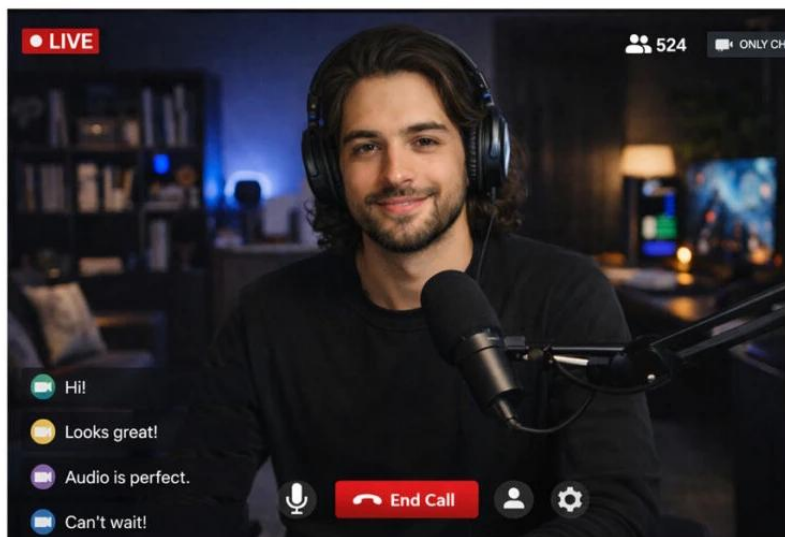 LIVE
524
ONLY CH
Hi!
Looks great!
Audio is perfect.
Can't wait!
End Call